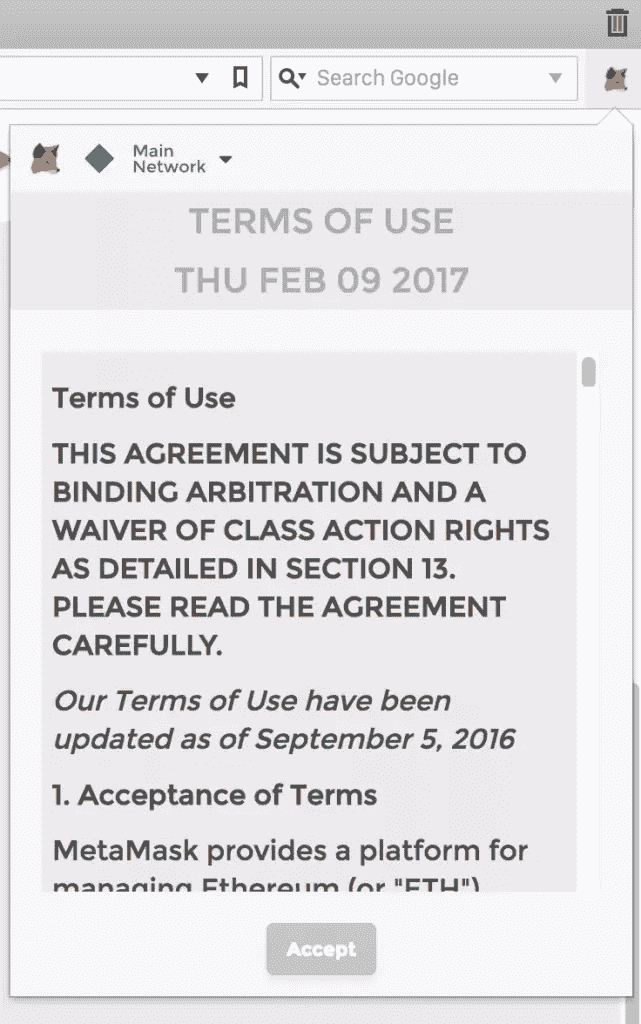 Search Google
Main
Network
TERMS OF USE
THU FEB 09 2017
Terms of Use
THIS AGREEMENT IS SUBJECT TO
BINDING ARBITRATION AND A
WAIVER OF CLASS ACTION RIGHTS
AS DETAILED IN SECTION 13.
PLEASE READ THE AGREEMENT
CAREFULLY.
Our Terms of Use have been
updated as of September 5, 2016
1. Acceptance of Terms
MetaMask provides a platform for
managing Ethereum (or "ETH")
Accept